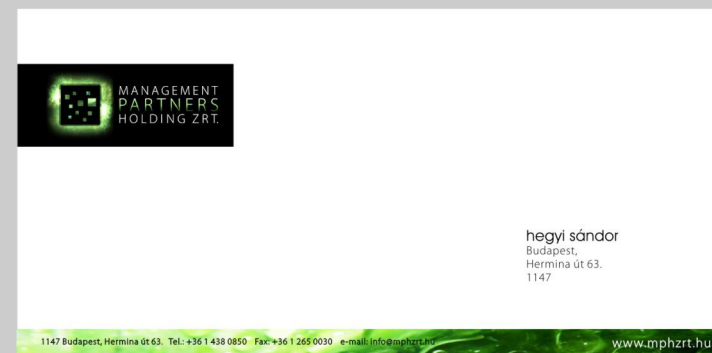 MANAGEMENT
PARTNERS
HOLDING ZRT.
hegyi sándor
Budapest,
Hermina út 63.
1147
1147 Budapest, Hermina út 63. Tel.: +36 1 438 0850 Fax: +36 1 265 0030 e-mail: info@mphzrt.hu
www.mphzrt.hu